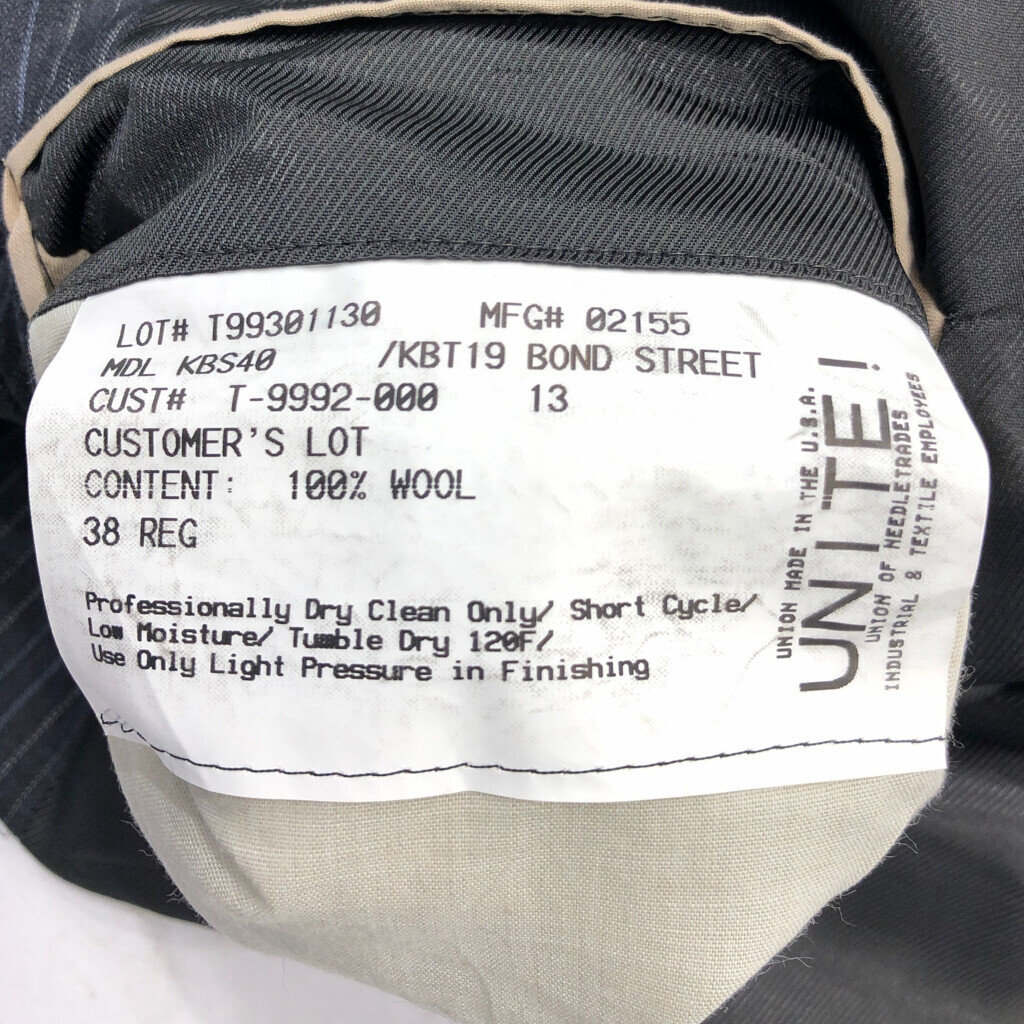 LOT# T99301130 MFG# 02155
MDL KBS40 /KBT19 BOND STREET
CUST# T-9992-000 13
CUSTOMER'S LOT
CONTENT: 100% WOOL
38 REG
Professionally Dry Clean Only/ Short Cycle/
Low Moisture/ Tumble Dry 120F/
Use Only Light Pressure in Finishing
UNION MADE IN THE U.S.A.
UNITE!
UNION OF NEEDLETRADES
INDUSTRIAL & TEXTILE EMPLOYEES